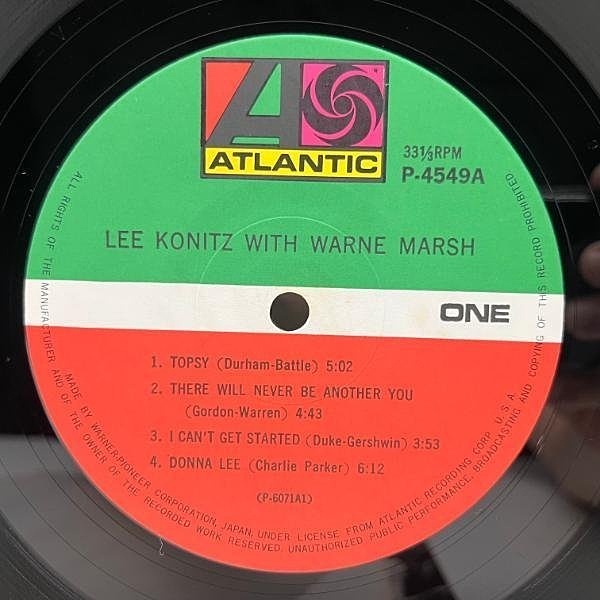 ATLANTIC
33⅓RPM
P-4549A
LEE KONITZ WITH WARNE MARSH
ONE
1. TOPSY (Durham-Battle) 5:02
2. THERE WILL NEVER BE ANOTHER YOU
(Gordon-Warren) 4:43
3. I CAN'T GET STARTED (Duke-Gershwin) 3:53
4. DONNA LEE (Charlie Parker) 6:12
(P-6071A1)
MADE BY WARNER-PIONEER CORPORATION, JAPAN, UNDER LICENSE FROM ATLANTIC RECORDING CORP. U.S.A.
ALL RIGHTS OF THE MANUFACTURER AND OF THE OWNER OF THE RECORDED WORK RESERVED. UNAUTHORIZED PUBLIC PERFORMANCE, BROADCASTING AND COPYING OF THIS RECORD PROHIBITED